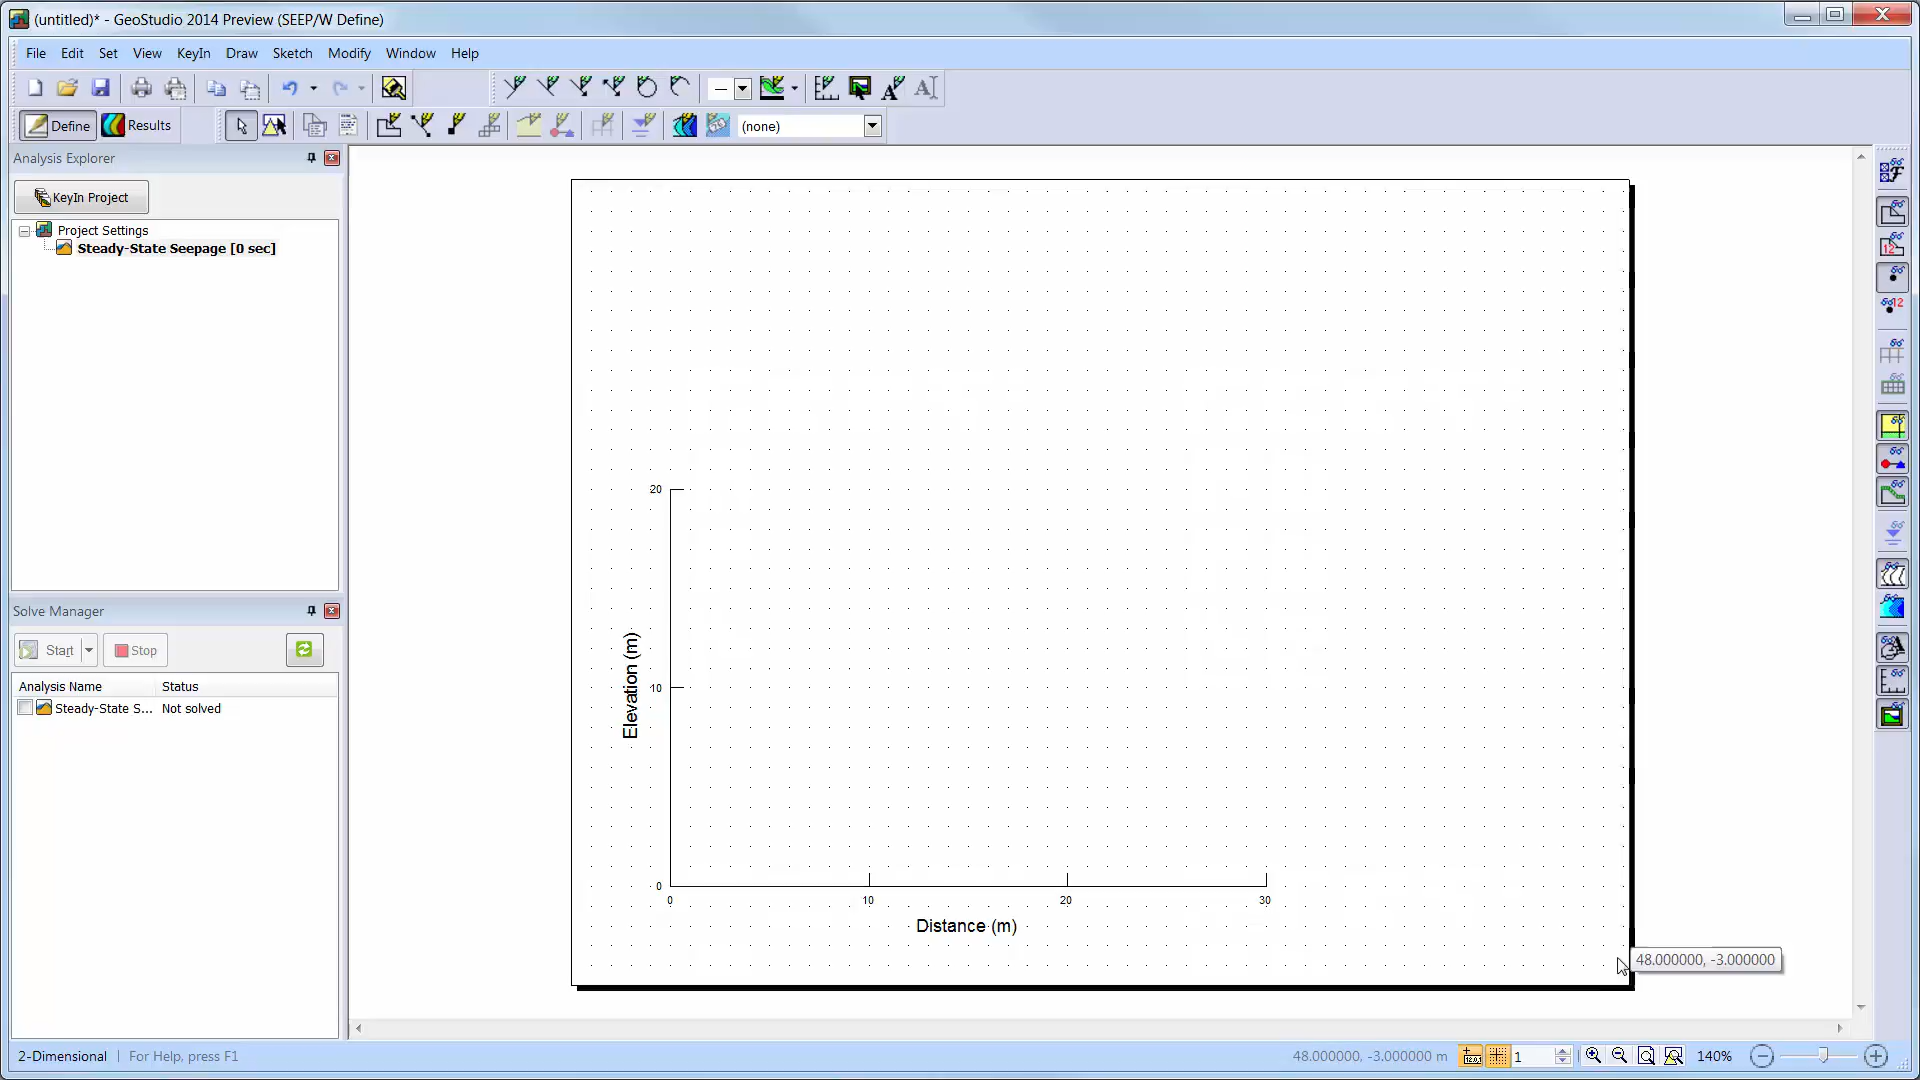 (untitled)* - GeoStudio 2014 Preview (SEEP/W Define)
File Edit Set View KeyIn Draw Sketch Modify Window Help
Define Results (none)
Analysis Explorer
KeyIn Project
Project Settings
Steady-State Seepage [0 sec]
Solve Manager
Start Stop
Analysis Name Status
Steady-State S... Not solved
20
10
0
Elevation (m)
0 10 20 30
Distance (m)
48.000000, -3.000000
2-Dimensional For Help, press F1 48.000000, -3.000000 m 1 140%